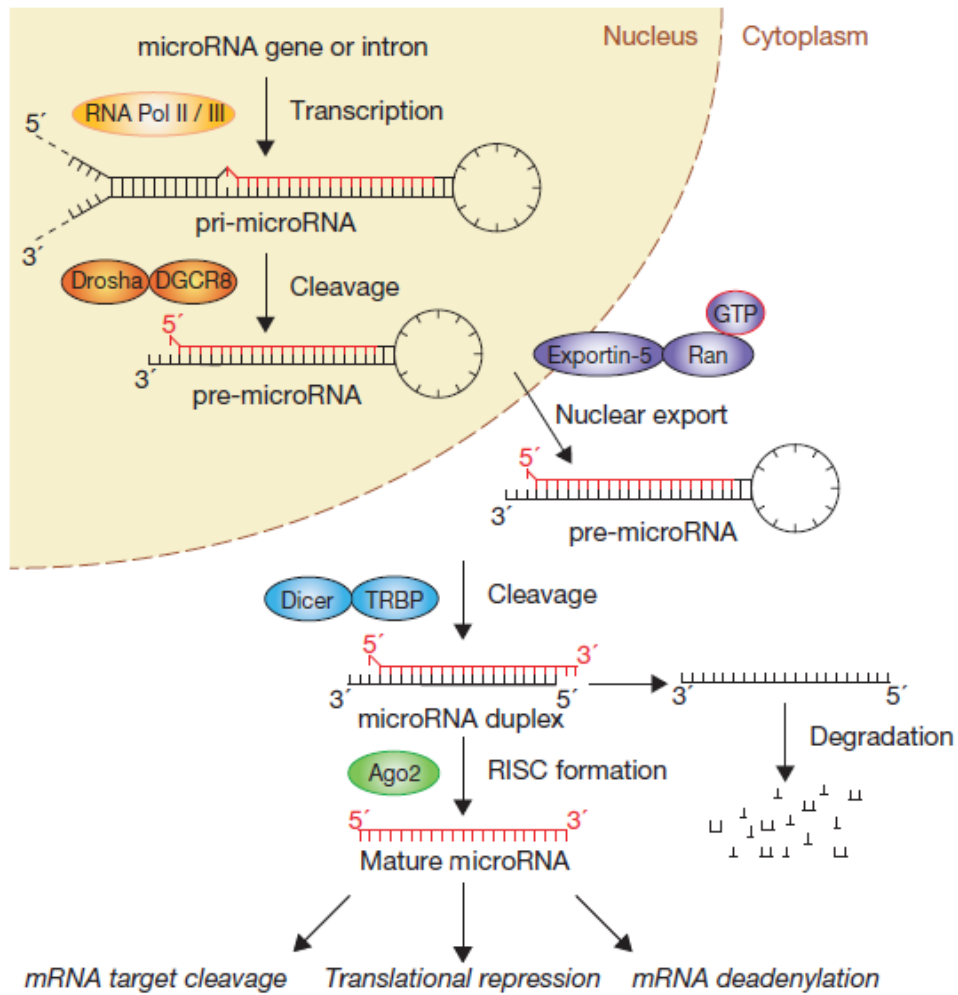 microRNA gene or intron
Nucleus
Cytoplasm
RNA Pol II / III
Transcription
5´
pri-microRNA
3´
Drosha
DGCR8
Cleavage
5´
3´
pre-microRNA
GTP
Exportin-5
Ran
Nuclear export
5´
3´
pre-microRNA
Dicer
TRBP
Cleavage
5´
3´
3´
5´
microRNA duplex
3´
5´
Degradation
Ago2
RISC formation
5´
3´
Mature microRNA
mRNA target cleavage
Translational repression
mRNA deadenylation